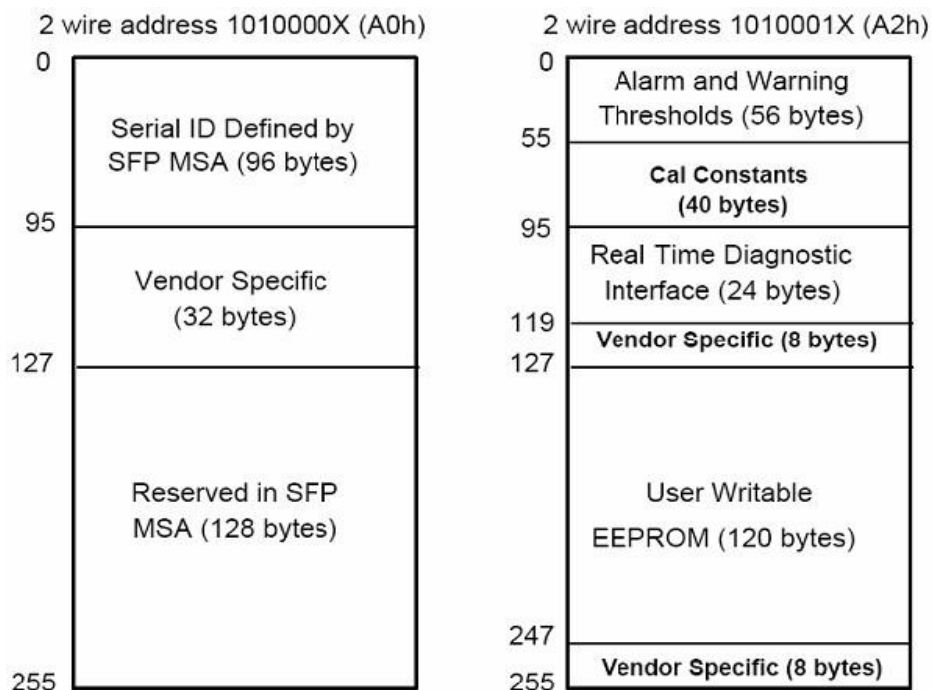 2 wire address 1010000X (A0h)
0
Serial ID Defined by
SFP MSA (96 bytes)
95
Vendor Specific
(32 bytes)
127
Reserved in SFP
MSA (128 bytes)
255
2 wire address 1010001X (A2h)
0
Alarm and Warning
Thresholds (56 bytes)
55
Cal Constants
(40 bytes)
95
Real Time Diagnostic
Interface (24 bytes)
119
Vendor Specific (8 bytes)
127
User Writable
EEPROM (120 bytes)
247
Vendor Specific (8 bytes)
255